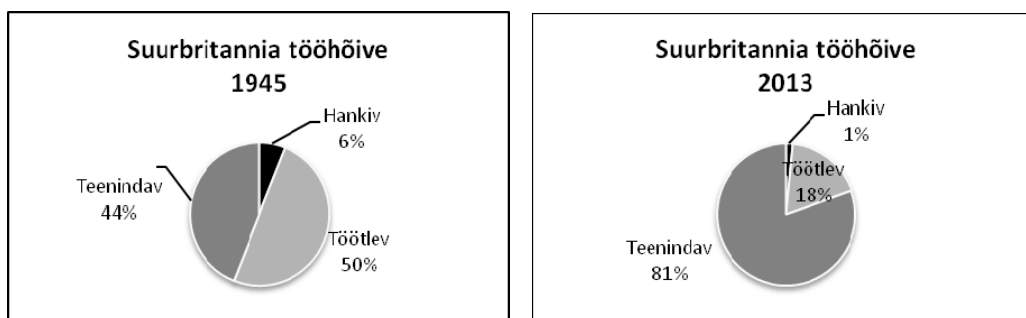 Suurbritannia tööhõive
1945
Hankiv
6%
Teenindav
44%
Töötlev
50%
Suurbritannia tööhõive
2013
Hankiv
1%
Töötlev
18%
Teenindav
81%